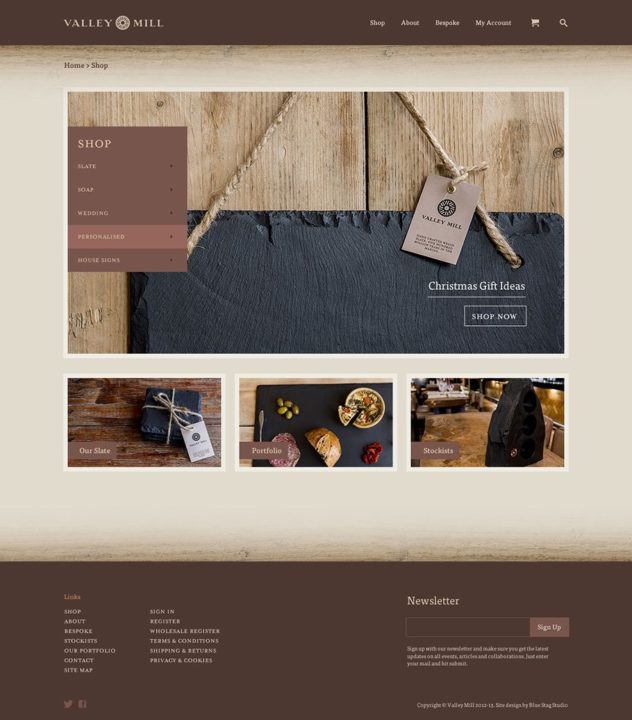 VALLEY MILL
Shop About Bespoke My Account
Home > Shop
SHOP
SLATE
SOAP
WEDDING
PERSONALISED
HOUSE SIGNS
VALLEY MILL
Christmas Gift Ideas
SHOP NOW
VALLEY MILL
Our Slate
Portfolio
Stockists
Links
SHOP
ABOUT
BESPOKE
STOCKISTS
OUR PORTFOLIO
CONTACT
SITE MAP
SIGN IN
REGISTER
WHOLESALE REGISTER
TERMS & CONDITIONS
SHIPPING & RETURNS
PRIVACY & COOKIES
Newsletter
Sign Up
Sign up with our newsletter and make sure you get the latest
updates on all events, articles and collaborations. Just enter
your mail and hit submit.
Copyright © Valley Mill 2012-13. Site design by Blue Stag Studio